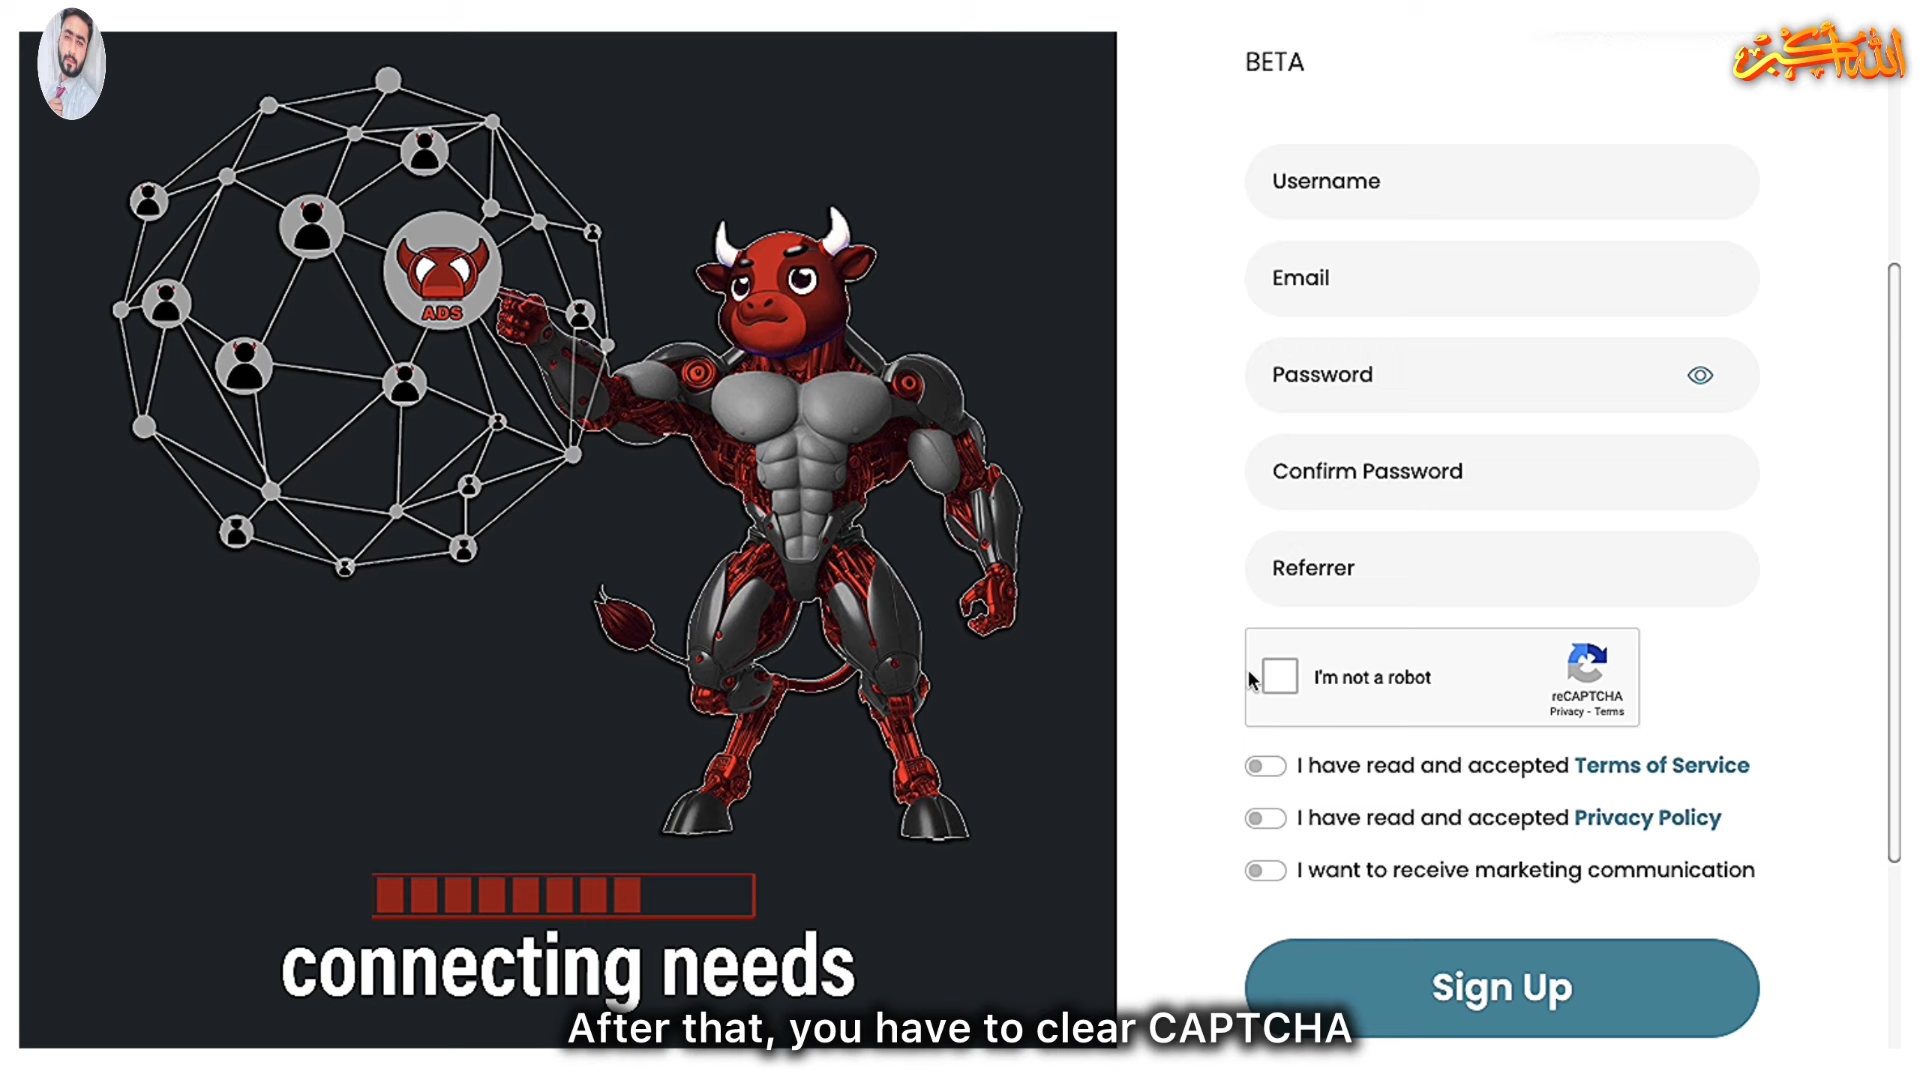 الله أكبر
BETA
Username
Email
Password
Confirm Password
Referrer
I'm not a robot
reCAPTCHA
Privacy - Terms
I have read and accepted Terms of Service
I have read and accepted Privacy Policy
I want to receive marketing communication
Sign Up
ADS
connecting needs
After that, you have to clear CAPTCHA